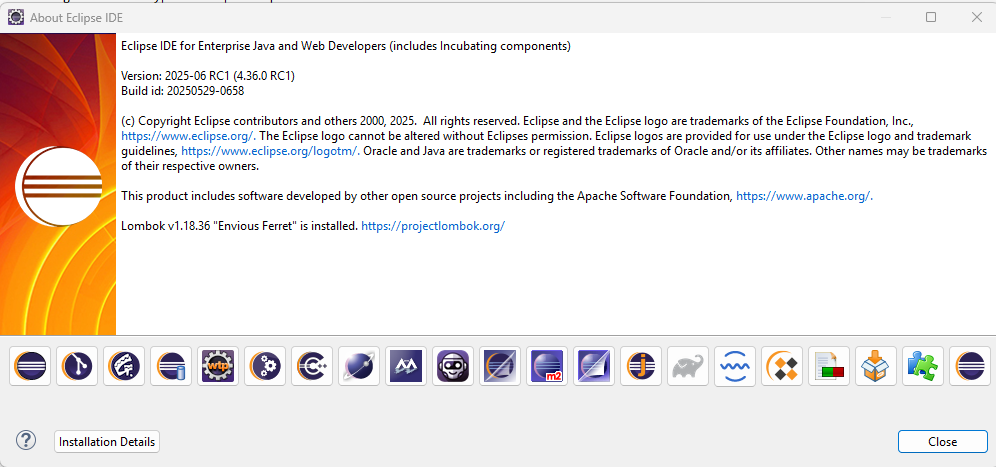 About Eclipse IDE
Eclipse IDE for Enterprise Java and Web Developers (includes Incubating components)
Version: 2025-06 RC1 (4.36.0 RC1)
Build id: 20250529-0658
(c) Copyright Eclipse contributors and others 2000, 2025.  All rights reserved. Eclipse and the Eclipse logo are trademarks of the Eclipse Foundation, Inc.,
https://www.eclipse.org/. The Eclipse logo cannot be altered without Eclipses permission. Eclipse logos are provided for use under the Eclipse logo and trademark
guidelines, https://www.eclipse.org/logotm/. Oracle and Java are trademarks or registered trademarks of Oracle and/or its affiliates. Other names may be trademarks
of their respective owners.
This product includes software developed by other open source projects including the Apache Software Foundation, https://www.apache.org/.
Lombok v1.18.36 "Envious Ferret" is installed. https://projectlombok.org/
wtp
m2
j
?
Installation Details
Close